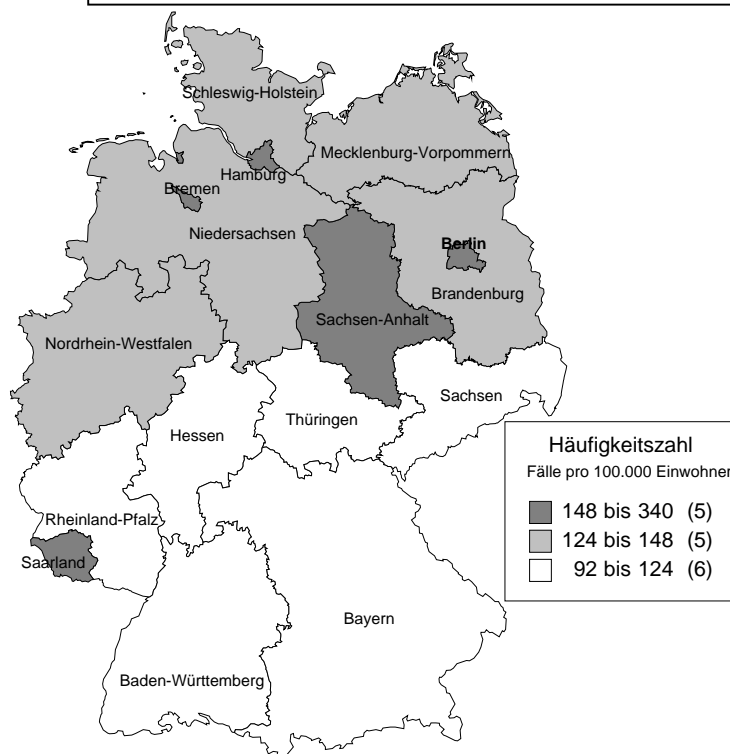 Schleswig-Holstein
Mecklenburg-Vorpommern
Hamburg
Bremen
Niedersachsen
Berlin
Brandenburg
Sachsen-Anhalt
Nordrhein-Westfalen
Sachsen
Thüringen
Hessen
Häufigkeitszahl
Fälle pro 100.000 Einwohner
148 bis 340 (5)
124 bis 148 (5)
92 bis 124 (6)
Rheinland-Pfalz
Saarland
Bayern
Baden-Württemberg